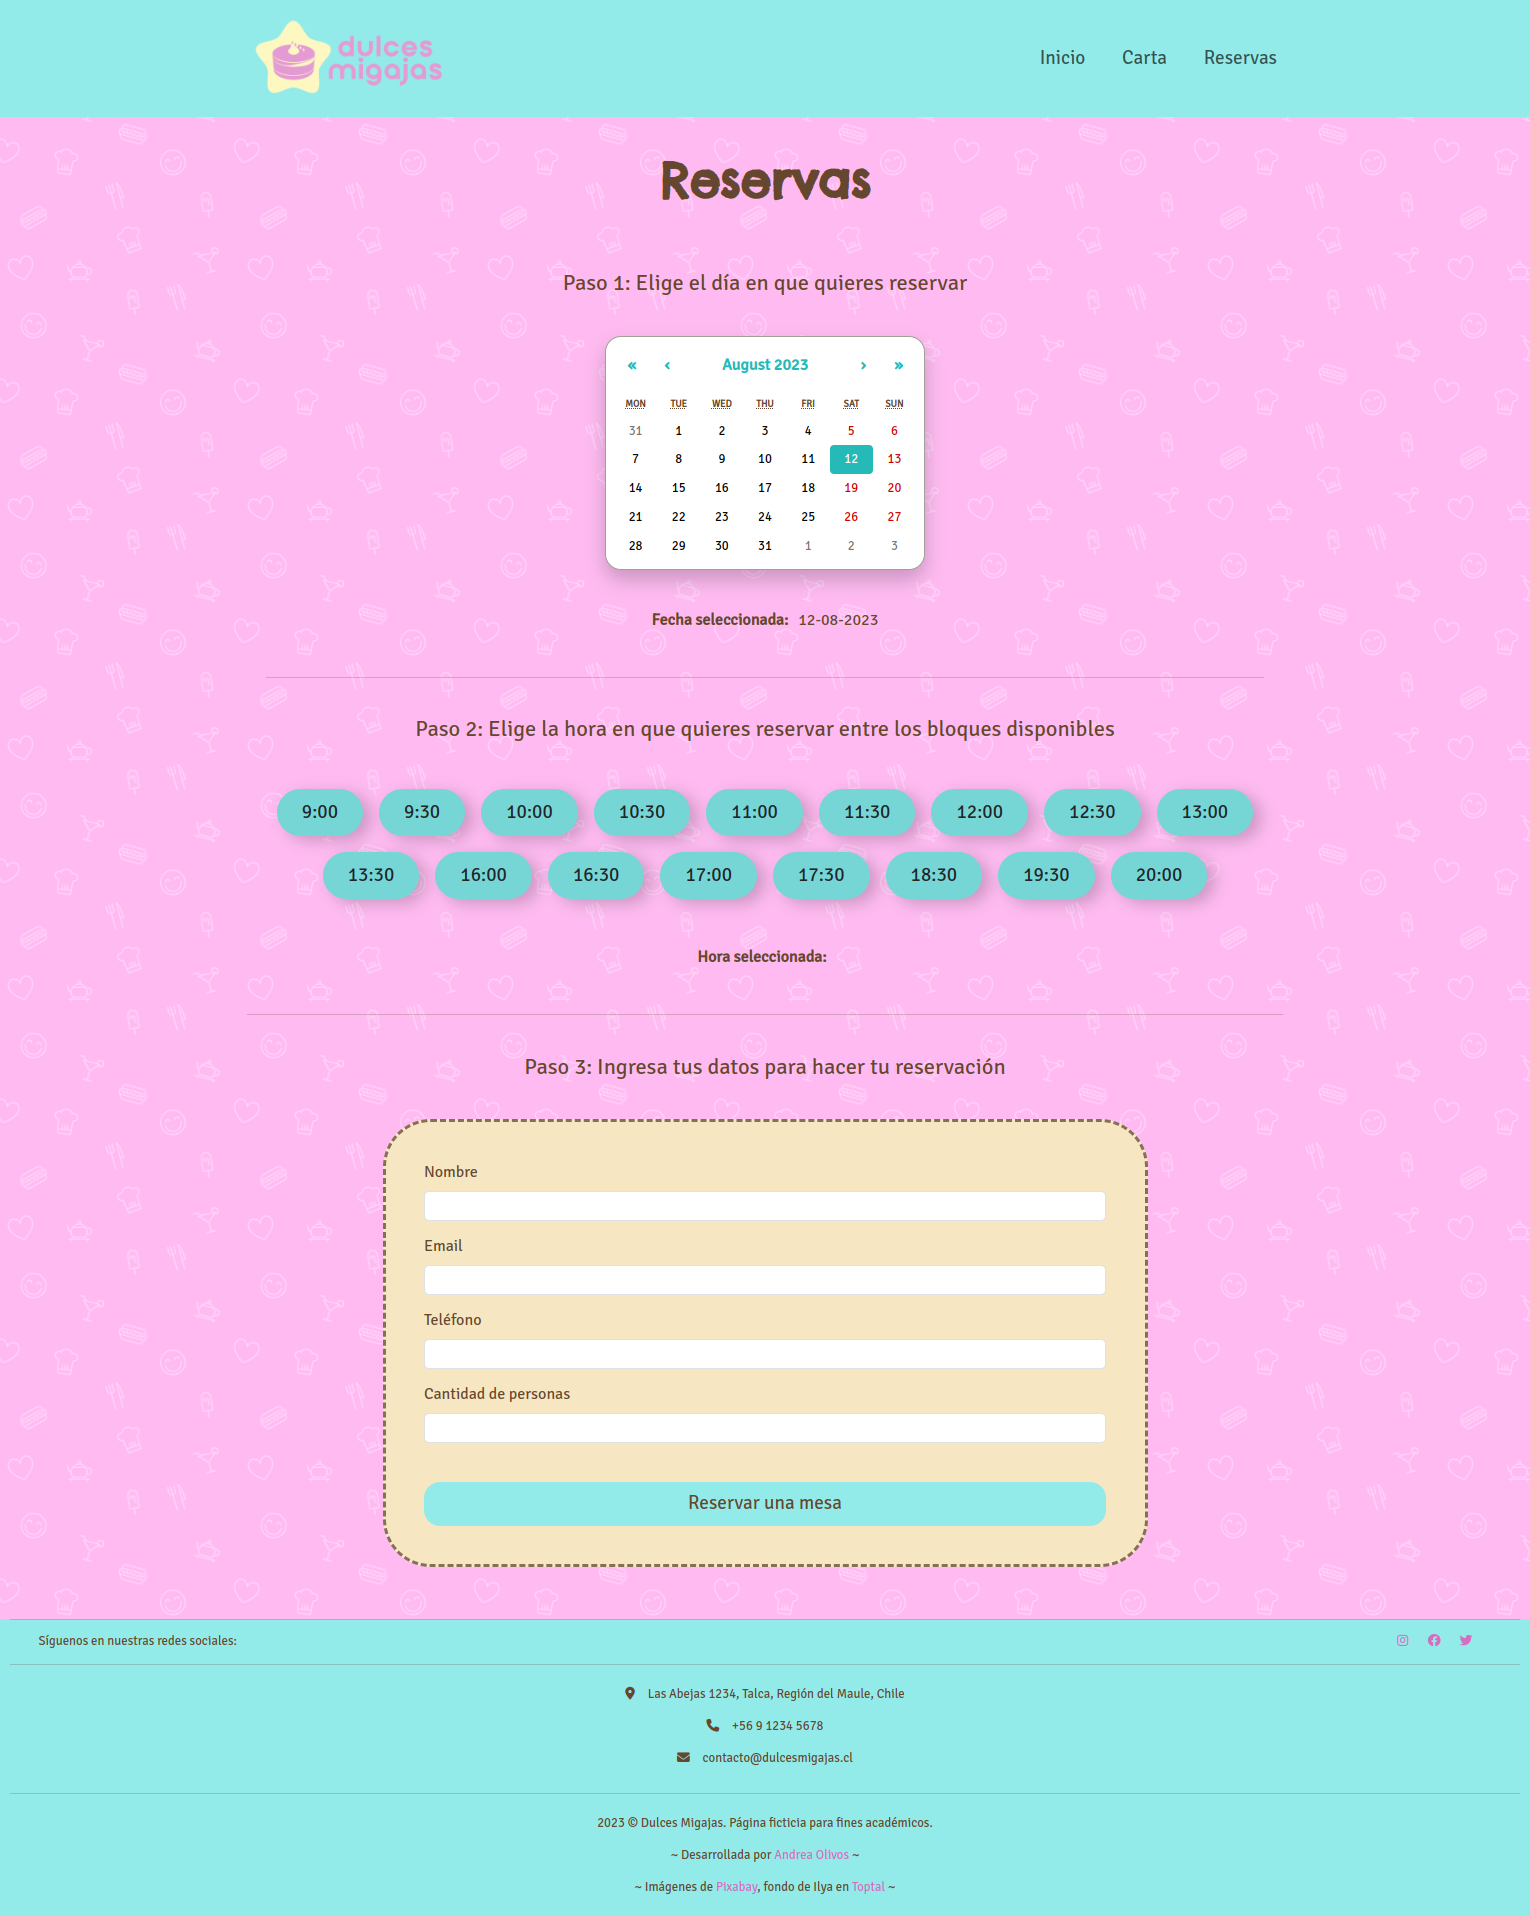 dulces
migajas
Inicio Carta Reservas
Reservas
Paso 1: Elige el día en que quieres reservar
« ‹ August 2023 › »
MON TUE WED THU FRI SAT SUN
31 1 2 3 4 5 6
7 8 9 10 11 12 13
14 15 16 17 18 19 20
21 22 23 24 25 26 27
28 29 30 31 1 2 3
Fecha seleccionada: 12-08-2023
Paso 2: Elige la hora en que quieres reservar entre los bloques disponibles
9:00 9:30 10:00 10:30 11:00 11:30 12:00 12:30 13:00
13:30 16:00 16:30 17:00 17:30 18:30 19:30 20:00
Hora seleccionada:
Paso 3: Ingresa tus datos para hacer tu reservación
Nombre
Email
Teléfono
Cantidad de personas
Reservar una mesa
Síguenos en nuestras redes sociales:
Las Abejas 1234, Talca, Región del Maule, Chile
+56 9 1234 5678
contacto@dulcesmigajas.cl
2023 © Dulces Migajas. Página ficticia para fines académicos.
~ Desarrollada por Andrea Olivos ~
~ Imágenes de Pixabay, fondo de Ilya en Toptal ~